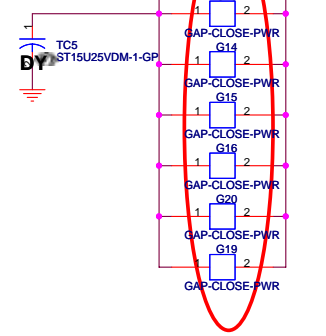 1 2
GAP-CLOSE-PWR
1
TC5
ST15U25VDM-1-GP
DY
G14
1 2
GAP-CLOSE-PWR
G15
1 2
GAP-CLOSE-PWR
G16
1 2
GAP-CLOSE-PWR
G20
1 2
GAP-CLOSE-PWR
G19
1 2
GAP-CLOSE-PWR